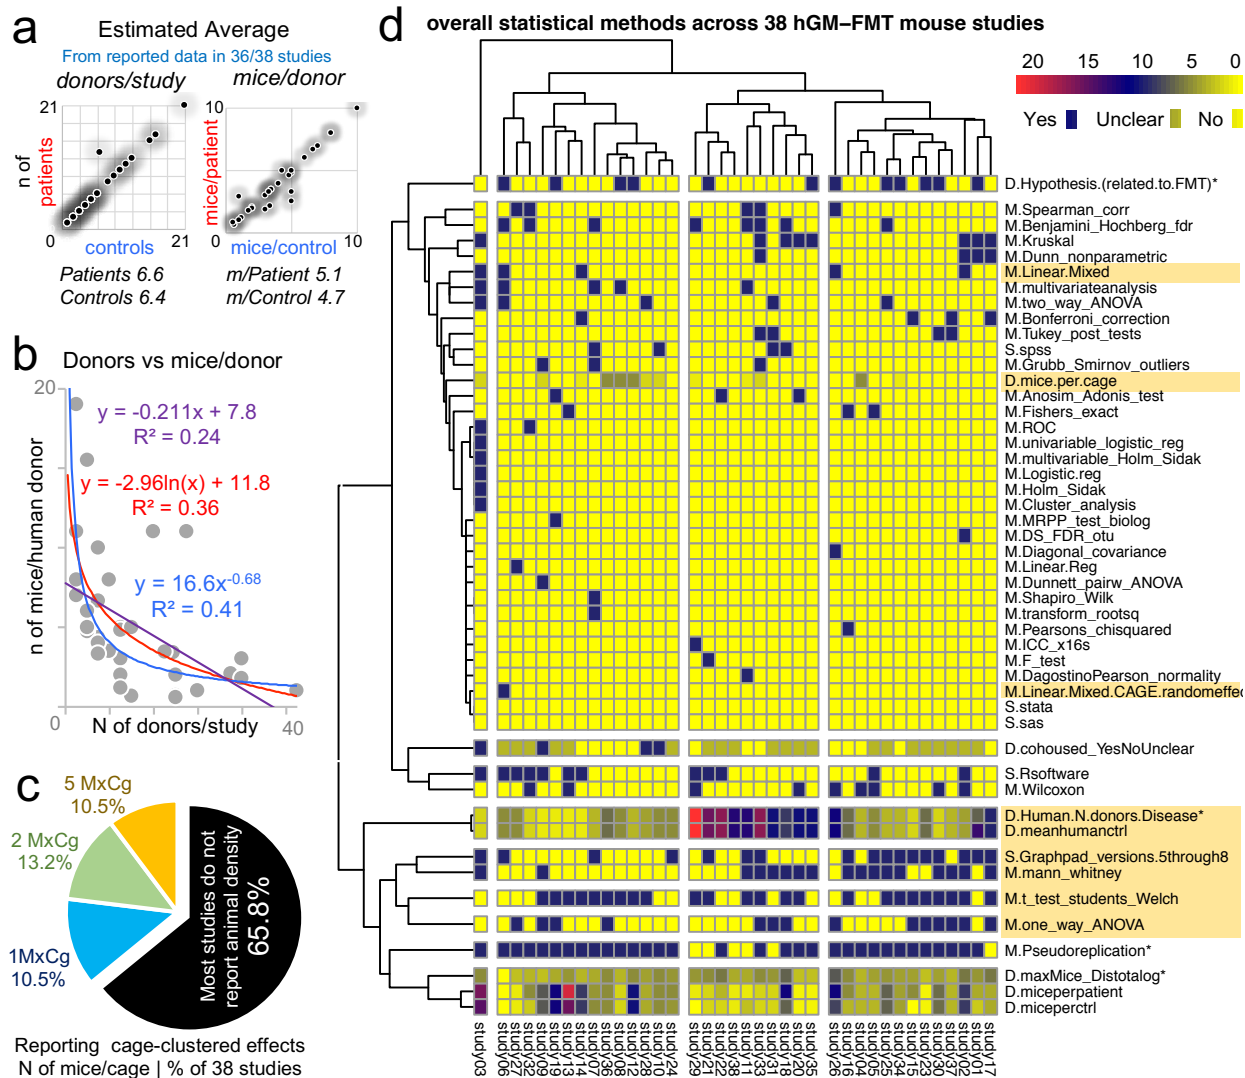 a
Estimated Average
From reported data in 36/38 studies
donors/study
mice/donor
21
n of
patients
0
controls
21
Patients 6.6
Controls 6.4
10
mice/patient
0
mice/control
10
m/Patient 5.1
m/Control 4.7
b
Donors vs mice/donor
20
n of mice/human donor
y = -0.211x + 7.8
R² = 0.24
y = -2.96ln(x) + 11.8
R² = 0.36
y = 16.6x^-0.68
R² = 0.41
0
N of donors/study
40
c
5 MxCg
10.5%
2 MxCg
13.2%
1MxCg
10.5%
Most studies do not
report animal density
65.8%
Reporting cage-clustered effects
N of mice/cage | % of 38 studies
d
overall statistical methods across 38 hGM–FMT mouse studies
20 15 10 5 0
Yes Unclear No
D.Hypothesis.(related.to.FMT)*
M.Spearman_corr
M.Benjamini_Hochberg_fdr
M.Kruskal
M.Dunn_nonparametric
M.Linear.Mixed
M.multivariateanalysis
M.two_way_ANOVA
M.Bonferroni_correction
M.Tukey_post_tests
S.spss
M.Grubb_Smirnov_outliers
D.mice.per.cage
M.Anosim_Adonis_test
M.Fishers_exact
M.ROC
M.univariable_logistic_reg
M.multivariable_Holm_Sidak
M.Logistic.reg
M.Holm_Sidak
M.Cluster_analysis
M.MRPP_test_biolog
M.DS_FDR_otu
M.Diagonal_covariance
M.Linear.Reg
M.Dunnett_pairw_ANOVA
M.Shapiro_Wilk
M.transform_rootsq
M.Pearsons_chisquared
M.ICC_x16s
M.F_test
M.DagostinoPearson_normality
M.Linear.Mixed.CAGE.randomeffec
S.stata
S.sas
D.cohoused_YesNoUnclear
S.Rsoftware
M.Wilcoxon
D.Human.N.donors.Disease*
D.meanhumanctrl
S.Graphpad_versions.5through8
M.mann_whitney
M.t_test_students_Welch
M.one_way_ANOVA
M.Pseudoreplication*
D.maxMice_Distotalog*
D.miceperpatient
D.miceperctrl
study03
study06
study27
study32
study09
study19
study13
study14
study07
study36
study08
study12
study28
study10
study24
study29
study21
study22
study38
study11
study33
study31
study18
study20
study35
study26
study16
study04
study05
study25
study34
study15
study23
study30
study37
study02
study01
study17